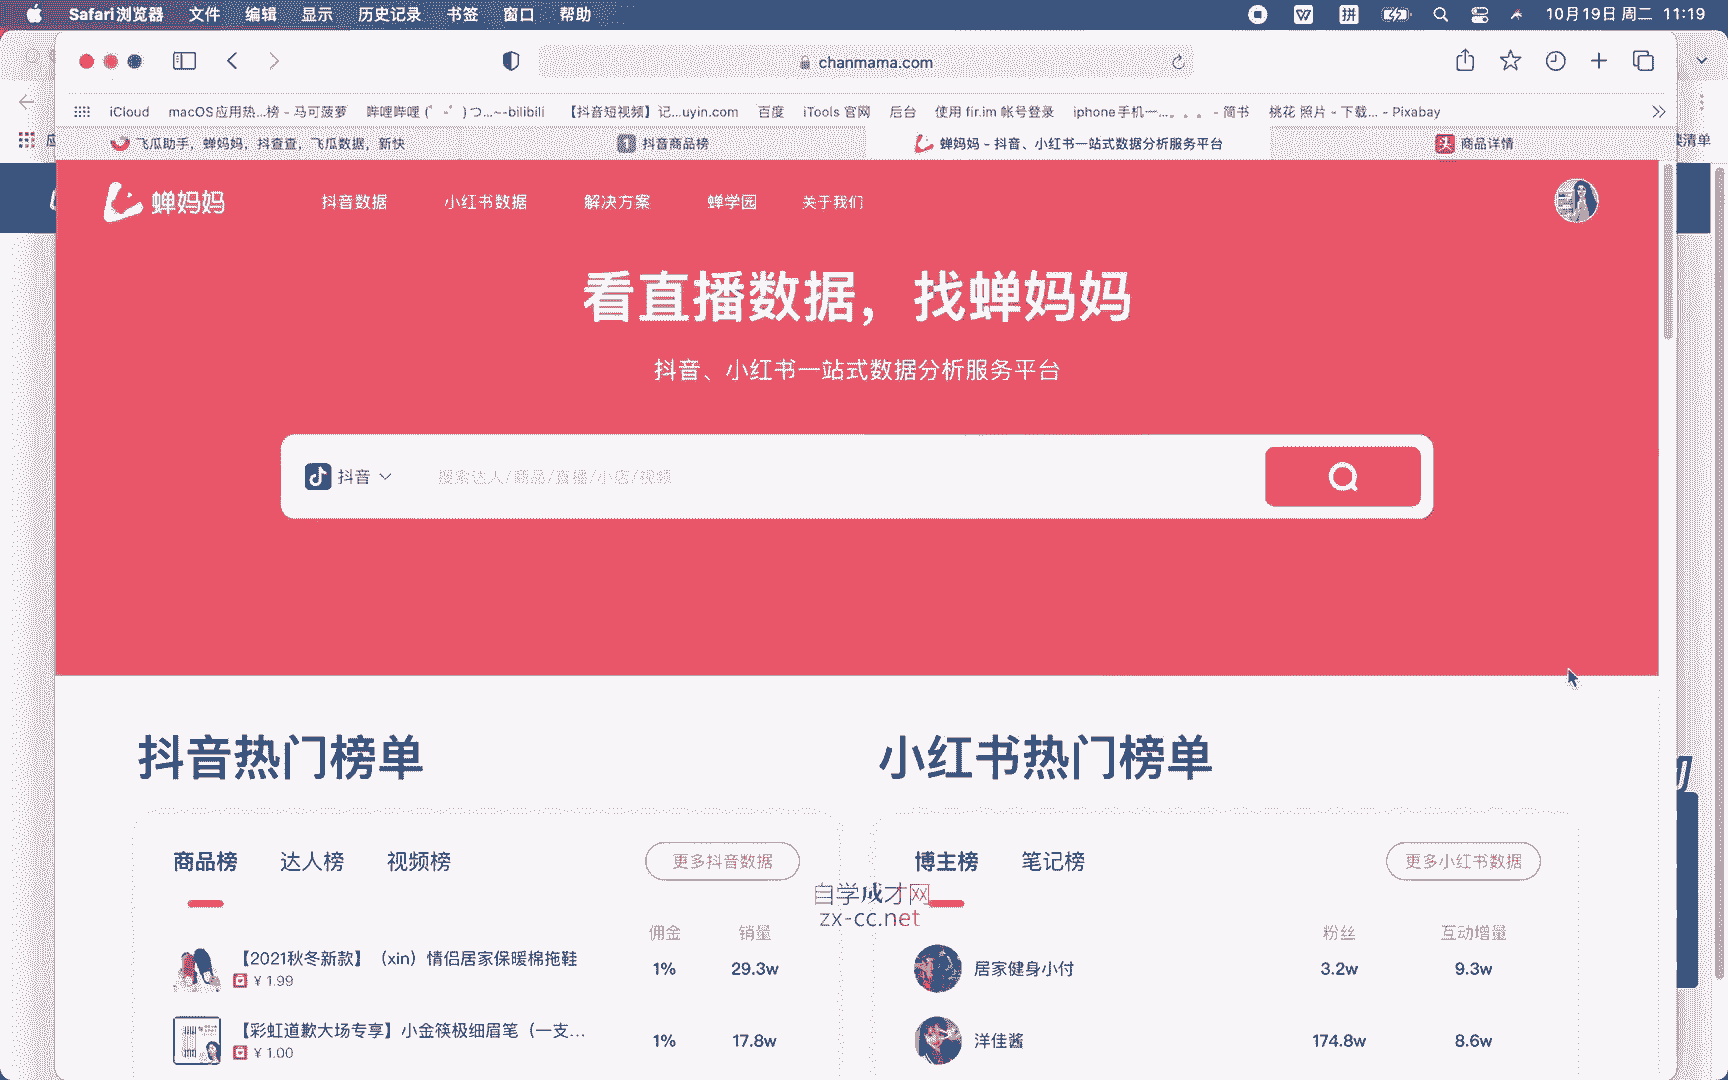 Safari浏览器 文件 编辑 显示 历史记录 书签 窗口 帮助 拼 10月19日 周二 11:19
chanmama.com
iCloud macOS应用热...榜 - 马可菠萝 哔哩哔哩 (゜-゜)つ...~-bilibili 【抖音短视频】记...uyin.com 百度 iTools 官网 后台 使用 fir.im 帐号登录 iphone手机一...。。。 - 简书 桃花 照片 ~ 下载... - Pixabay
飞瓜助手，蝉妈妈，抖查查，飞瓜数据，新快 抖音商品榜 蝉妈妈 - 抖音、小红书一站式数据分析服务平台 头 商品详情 清单
蝉妈妈 抖音数据 小红书数据 解决方案 蝉学园 关于我们
看直播数据，找蝉妈妈
抖音、小红书一站式数据分析服务平台
抖音 搜索达人/商品/直播/小店/视频
抖音热门榜单 小红书热门榜单
商品榜 达人榜 视频榜 更多抖音数据 博主榜 笔记榜 更多小红书数据
自学成才网
zx-cc.net
佣金 销量 粉丝 互动增量
【2021秋冬新款】（xin）情侣居家保暖棉拖鞋 1% 29.3w 居家健身小付 3.2w 9.3w
¥ 1.99
【彩虹道歉大场专享】小金筷极细眉笔（一支... 1% 17.8w 洋佳酱 174.8w 8.6w
¥ 1.00